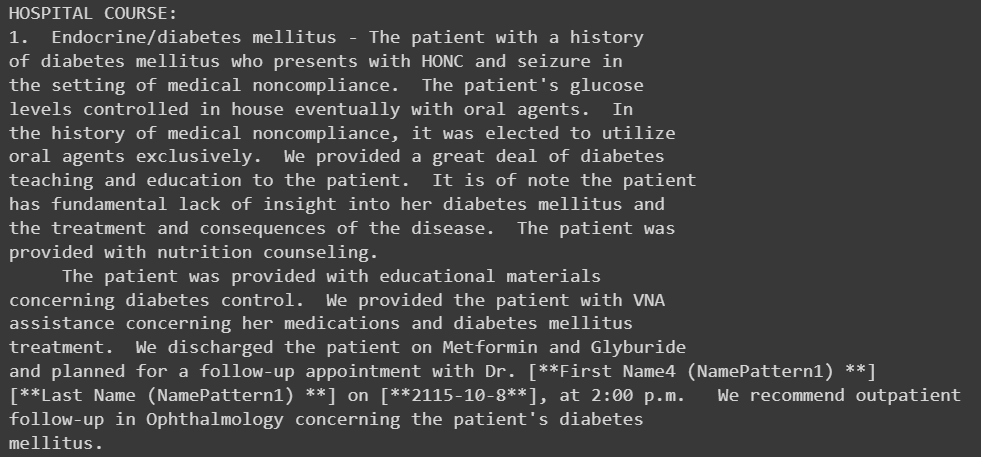 HOSPITAL COURSE:
1.  Endocrine/diabetes mellitus - The patient with a history
of diabetes mellitus who presents with HONC and seizure in
the setting of medical noncompliance.  The patient's glucose
levels controlled in house eventually with oral agents.  In
the history of medical noncompliance, it was elected to utilize
oral agents exclusively.  We provided a great deal of diabetes
teaching and education to the patient.  It is of note the patient
has fundamental lack of insight into her diabetes mellitus and
the treatment and consequences of the disease.  The patient was
provided with nutrition counseling.
     The patient was provided with educational materials
concerning diabetes control.  We provided the patient with VNA
assistance concerning her medications and diabetes mellitus
treatment.  We discharged the patient on Metformin and Glyburide
and planned for a follow-up appointment with Dr. [**First Name4 (NamePattern1) **]
[**Last Name (NamePattern1) **] on [**2115-10-8**], at 2:00 p.m.   We recommend outpatient
follow-up in Ophthalmology concerning the patient's diabetes
mellitus.